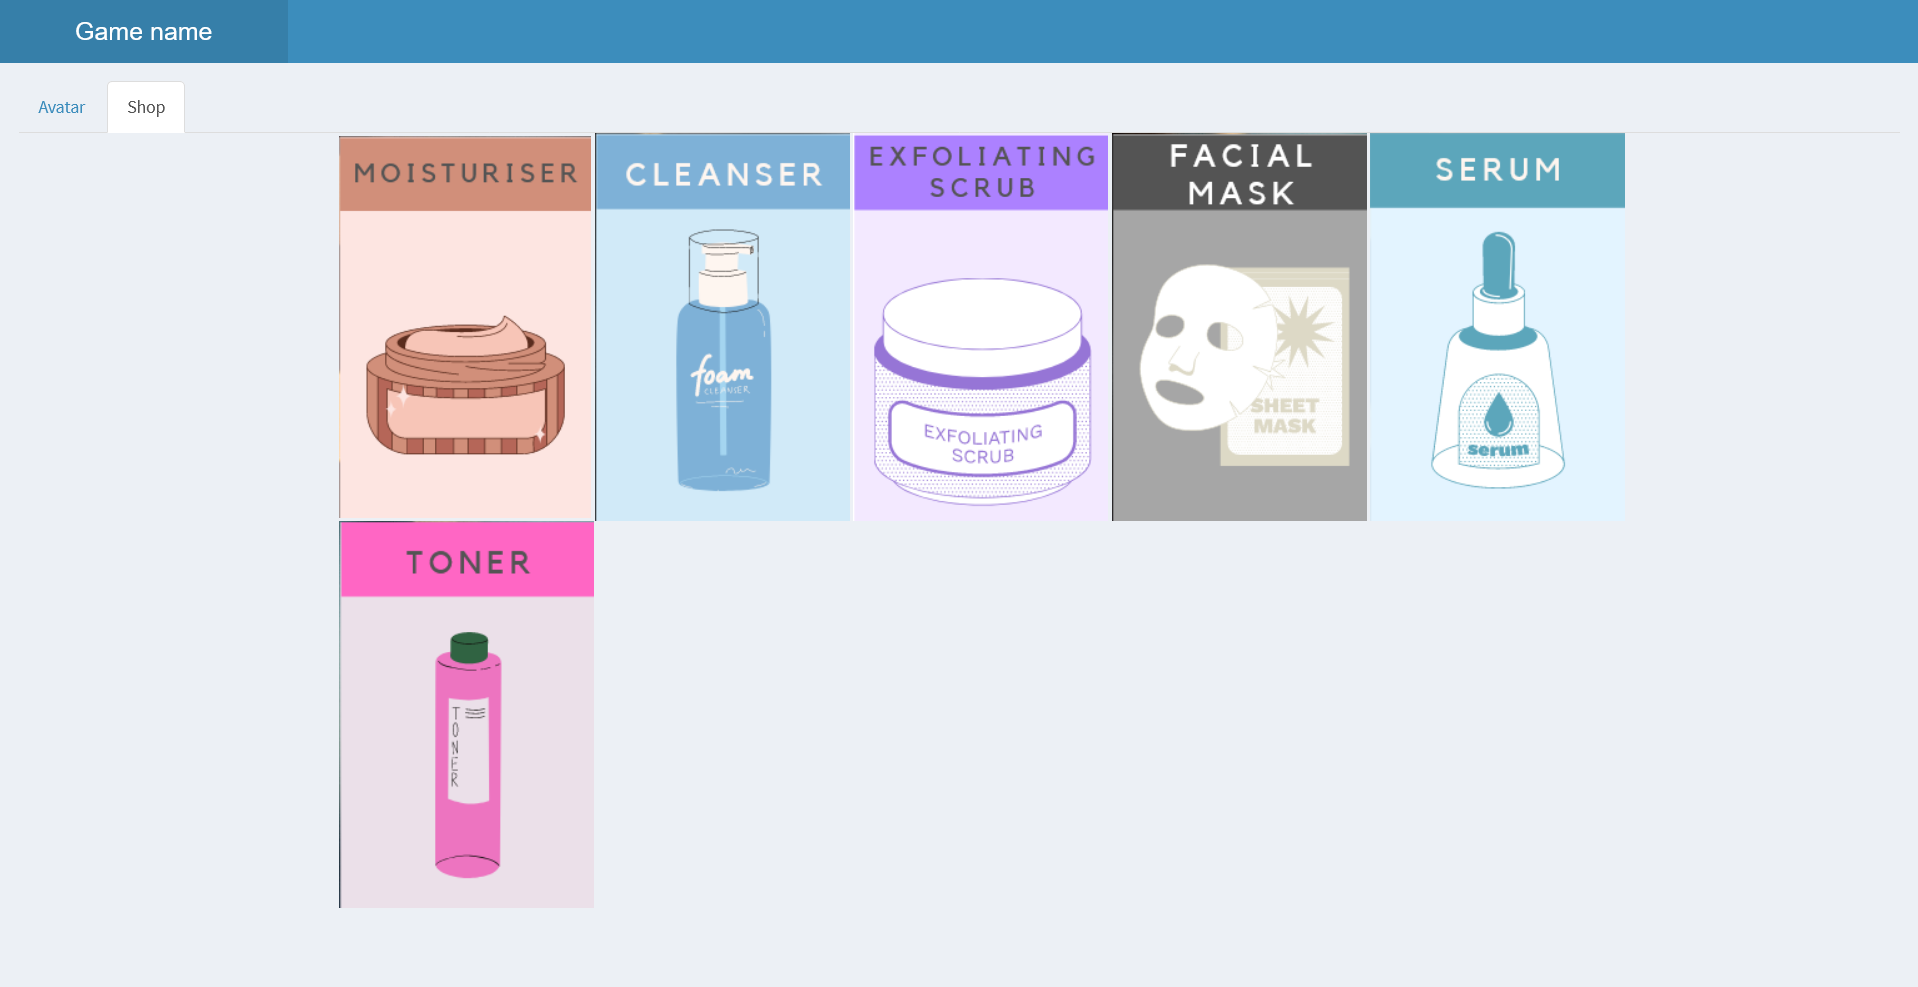 Game name
Avatar
Shop
MOISTURISER
CLEANSER
EXFOLIATING
SCRUB
FACIAL
MASK
SERUM
foam
CLEANSER
EXFOLIATING
SCRUB
SHEET
MASK
serum
TONER
TONER